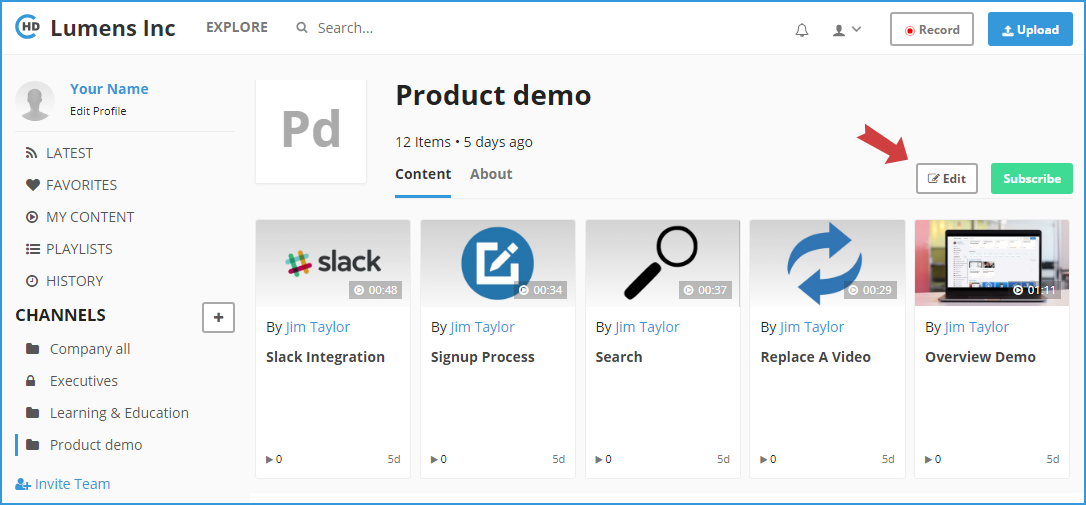 HD Lumens Inc EXPLORE Search... Record Upload
Your Name
Edit Profile
LATEST
FAVORITES
MY CONTENT
PLAYLISTS
HISTORY
CHANNELS +
Company all
Executives
Learning & Education
Product demo
Invite Team
Pd
Product demo
12 Items • 5 days ago
Content About Edit Subscribe
slack
00:48
By Jim Taylor
Slack Integration
0 5d
00:34
By Jim Taylor
Signup Process
0 5d
00:37
By Jim Taylor
Search
0 5d
00:29
By Jim Taylor
Replace A Video
0 5d
01:11
By Jim Taylor
Overview Demo
0 5d